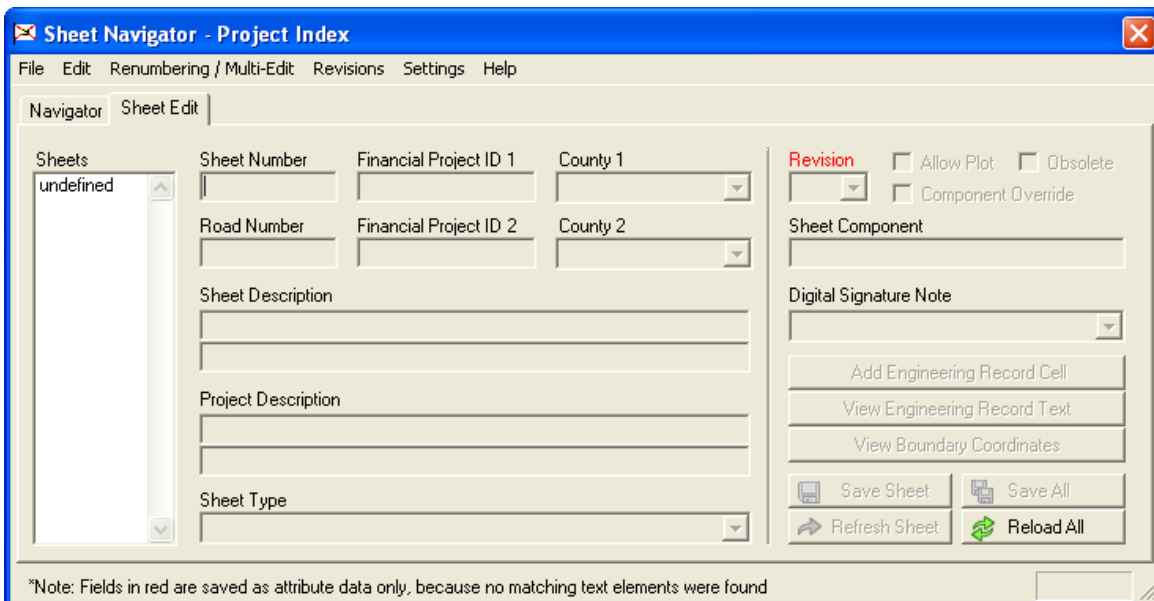 Sheet Navigator - Project Index
File Edit Renumbering / Multi-Edit Revisions Settings Help
Navigator Sheet Edit
Sheets Sheet Number Financial Project ID 1 County 1 Revision Allow Plot Obsolete
undefined
Component Override
Road Number Financial Project ID 2 County 2 Sheet Component
Sheet Description Digital Signature Note
Add Engineering Record Cell
Project Description View Engineering Record Text
View Boundary Coordinates
Sheet Type Save Sheet Save All
Refresh Sheet Reload All
*Note: Fields in red are saved as attribute data only, because no matching text elements were found